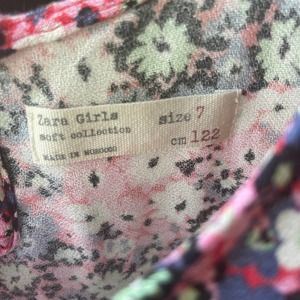 Zara Girls size 7
soft collection
cm 122
MADE IN MOROCCO